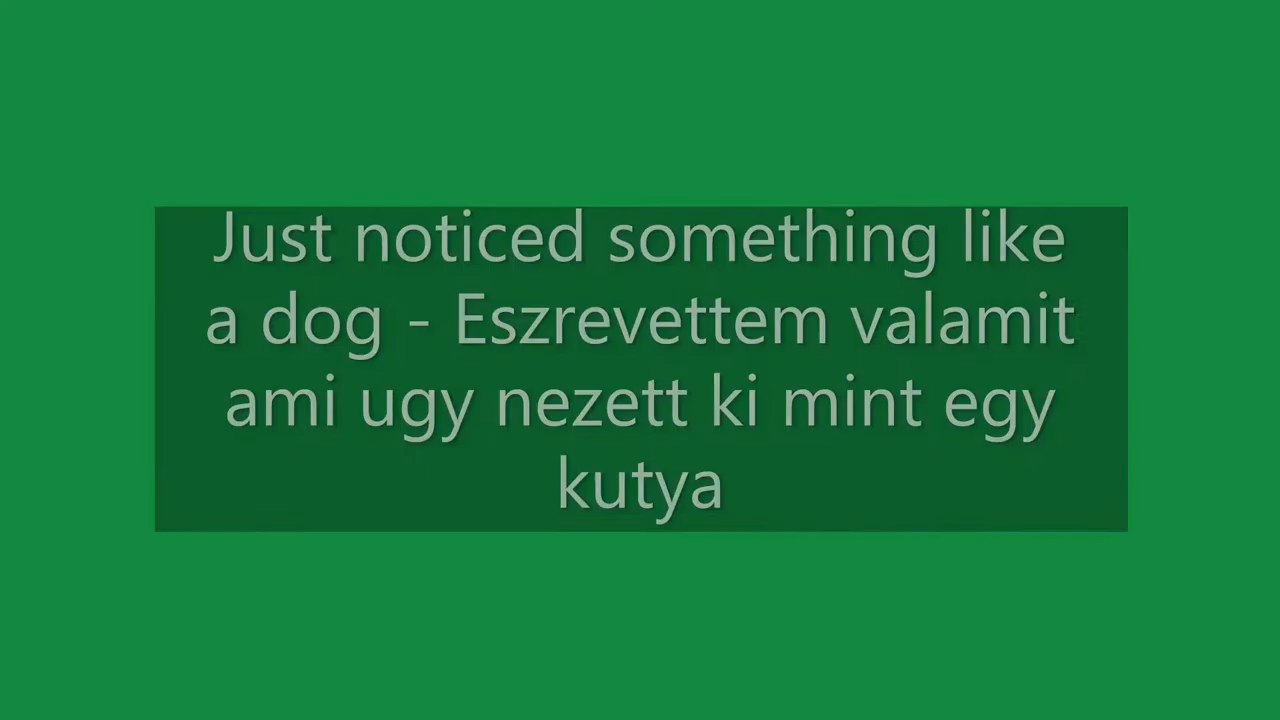 Just noticed something like
a dog - Eszrevettem valamit
ami ugy nezett ki mint egy
kutya